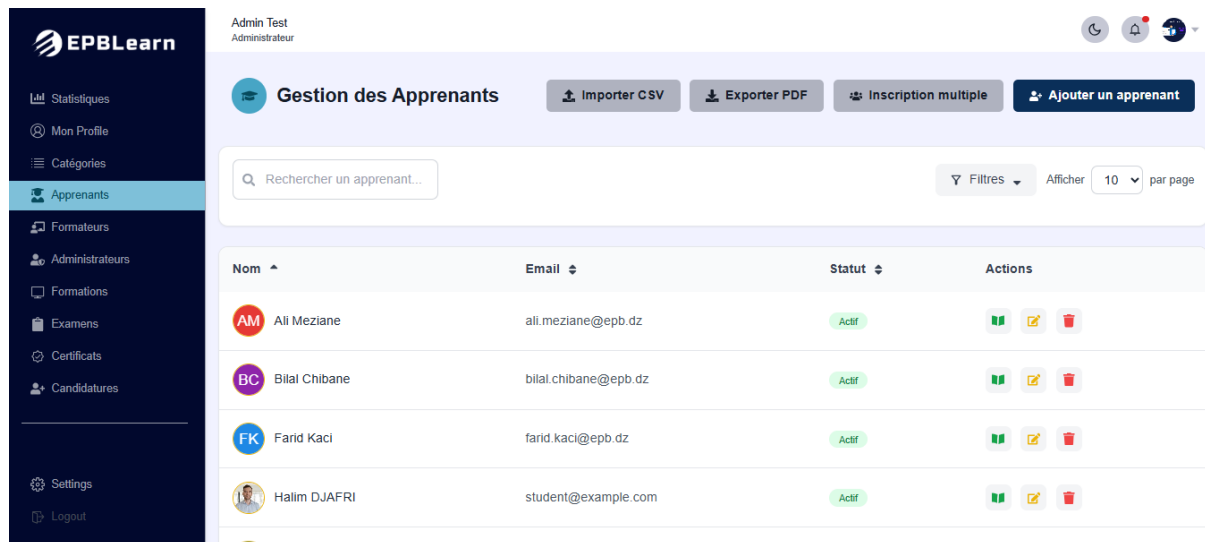 EPBLearn
Statistiques
Mon Profile
Catégories
Apprenants
Formateurs
Administrateurs
Formations
Examens
Certificats
Candidatures
Settings
Logout
Admin Test
Administrateur
Gestion des Apprenants
Importer CSV
Exporter PDF
Inscription multiple
Ajouter un apprenant
Rechercher un apprenant...
Filtres
Afficher 10 par page
Nom Email Statut Actions
AM Ali Meziane ali.meziane@epb.dz Actif
BC Bilal Chibane bilal.chibane@epb.dz Actif
FK Farid Kaci farid.kaci@epb.dz Actif
Halim DJAFRI student@example.com Actif